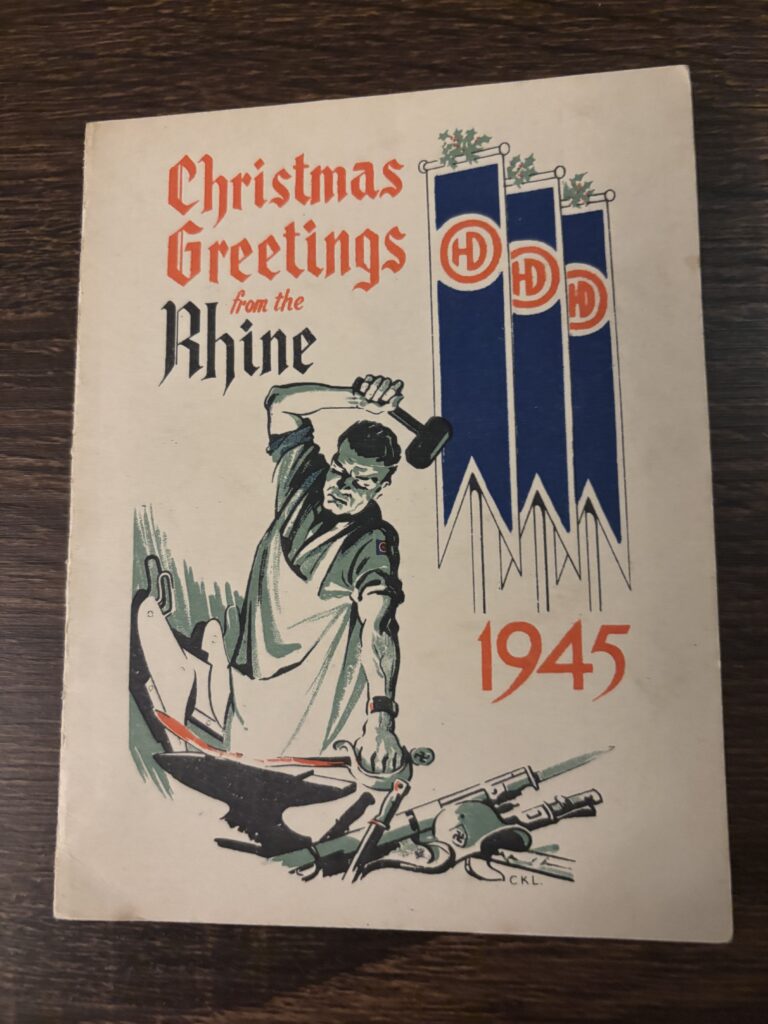 Christmas
Greetings
from the
Rhine
HD
HD
HD
1945
CKL.